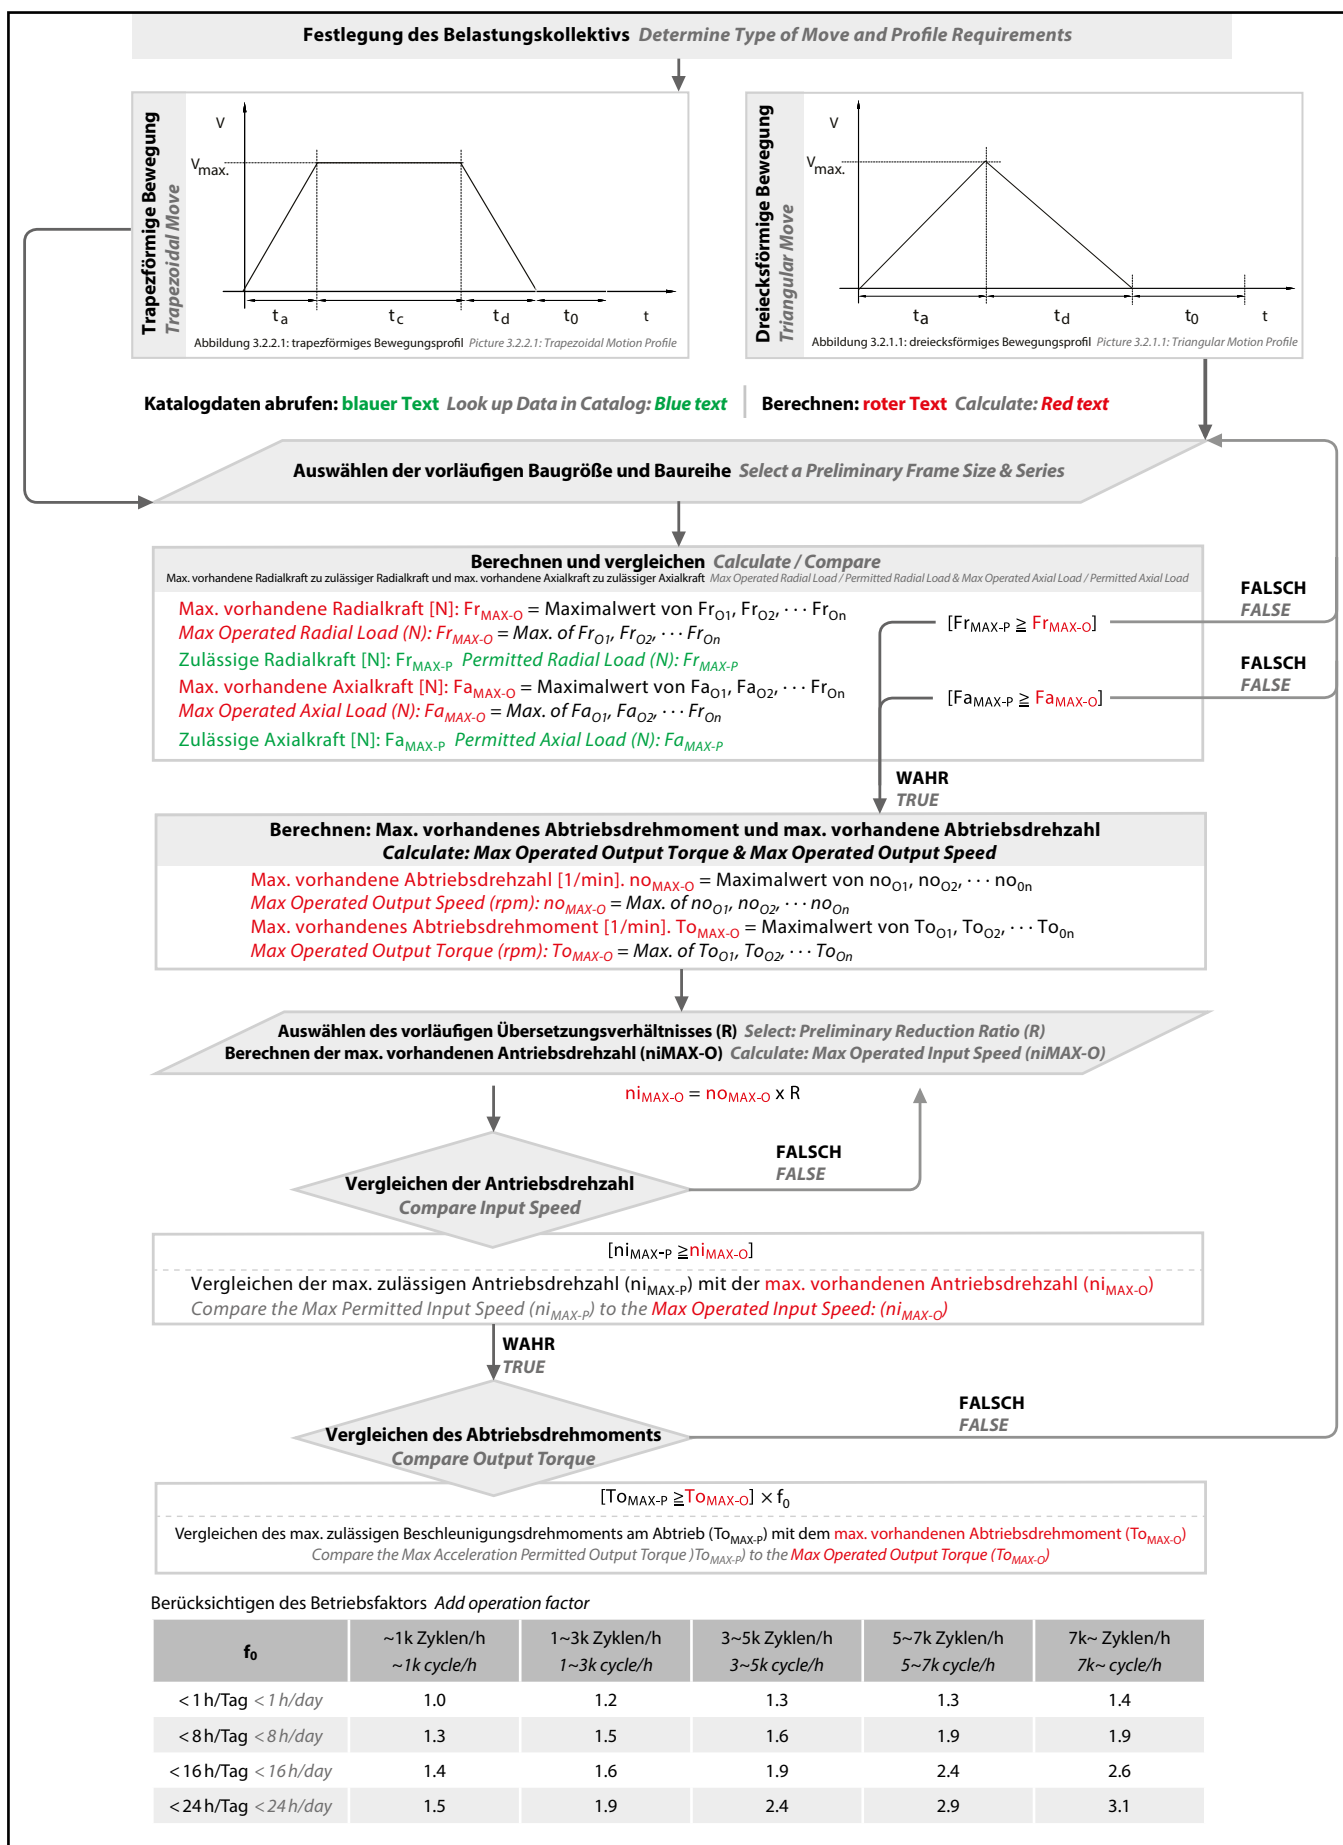 Festlegung des Belastungskollektivs Determine Type of Move and Profile Requirements
Trapezförmige Bewegung
Trapezoidal Move
V
Vmax.
ta
tc
td
t0
t
Abbildung 3.2.2.1: trapezförmiges Bewegungsprofil Picture 3.2.2.1: Trapezoidal Motion Profile
Dreiecksförmige Bewegung
Triangular Move
V
Vmax.
ta
td
t0
t
Abbildung 3.2.1.1: dreiecksförmiges Bewegungsprofil Picture 3.2.1.1: Triangular Motion Profile
Katalogdaten abrufen: blauer Text Look up Data in Catalog: Blue text
Berechnen: roter Text Calculate: Red text
Auswählen der vorläufigen Baugröße und Baureihe Select a Preliminary Frame Size & Series
Berechnen und vergleichen Calculate / Compare
Max. vorhandene Radialkraft zu zulässiger Radialkraft und max. vorhandene Axialkraft zu zulässiger Axialkraft Max Operated Radial Load / Permitted Radial Load & Max Operated Axial Load / Permitted Axial Load
Max. vorhandene Radialkraft [N]: FrMAX-O = Maximalwert von FrO1, FrO2, ··· FrOn
Max Operated Radial Load (N): FrMAX-O = Max. of FrO1, FrO2, ··· FrOn
Zulässige Radialkraft [N]: FrMAX-P Permitted Radial Load (N): FrMAX-P
Max. vorhandene Axialkraft [N]: FaMAX-O = Maximalwert von FaO1, FaO2, ··· FrOn
Max Operated Axial Load (N): FaMAX-O = Max. of FaO1, FaO2, ··· FrOn
Zulässige Axialkraft [N]: FaMAX-P Permitted Axial Load (N): FaMAX-P
[FrMAX-P ≧ FrMAX-O]
[FaMAX-P ≧ FaMAX-O]
FALSCH
FALSE
FALSCH
FALSE
WAHR
TRUE
Berechnen: Max. vorhandenes Abtriebsdrehmoment und max. vorhandene Abtriebsdrehzahl
Calculate: Max Operated Output Torque & Max Operated Output Speed
Max. vorhandene Abtriebsdrehzahl [1/min]. noMAX-O = Maximalwert von noO1, noO2, ··· no0n
Max Operated Output Speed (rpm): noMAX-O = Max. of noO1, noO2, ··· noOn
Max. vorhandenes Abtriebsdrehmoment [1/min]. ToMAX-O = Maximalwert von ToO1, ToO2, ··· To0n
Max Operated Output Torque (rpm): ToMAX-O = Max. of ToO1, ToO2, ··· ToOn
Auswählen des vorläufigen Übersetzungsverhältnisses (R) Select: Preliminary Reduction Ratio (R)
Berechnen der max. vorhandenen Antriebsdrehzahl (niMAX-O) Calculate: Max Operated Input Speed (niMAX-O)
niMAX-O = noMAX-O x R
FALSCH
FALSE
Vergleichen der Antriebsdrehzahl
Compare Input Speed
[niMAX-P ≧niMAX-O]
Vergleichen der max. zulässigen Antriebsdrehzahl (niMAX-P) mit der max. vorhandenen Antriebsdrehzahl (niMAX-O)
Compare the Max Permitted Input Speed (niMAX-P) to the Max Operated Input Speed: (niMAX-O)
WAHR
TRUE
FALSCH
FALSE
Vergleichen des Abtriebsdrehmoments
Compare Output Torque
[ToMAX-P ≧ToMAX-O] × f0
Vergleichen des max. zulässigen Beschleunigungsdrehmoments am Abtrieb (ToMAX-P) mit dem max. vorhandenen Abtriebsdrehmoment (ToMAX-O)
Compare the Max Acceleration Permitted Output Torque )ToMAX-P) to the Max Operated Output Torque (ToMAX-O)
Berücksichtigen des Betriebsfaktors Add operation factor
f0
~1k Zyklen/h 1~3k Zyklen/h 3~5k Zyklen/h 5~7k Zyklen/h 7k~ Zyklen/h
~1k cycle/h 1~3k cycle/h 3~5k cycle/h 5~7k cycle/h 7k~ cycle/h
< 1 h/Tag < 1 h/day 1.0 1.2 1.3 1.3 1.4
< 8 h/Tag < 8 h/day 1.3 1.5 1.6 1.9 1.9
< 16 h/Tag < 16 h/day 1.4 1.6 1.9 2.4 2.6
< 24 h/Tag < 24 h/day 1.5 1.9 2.4 2.9 3.1